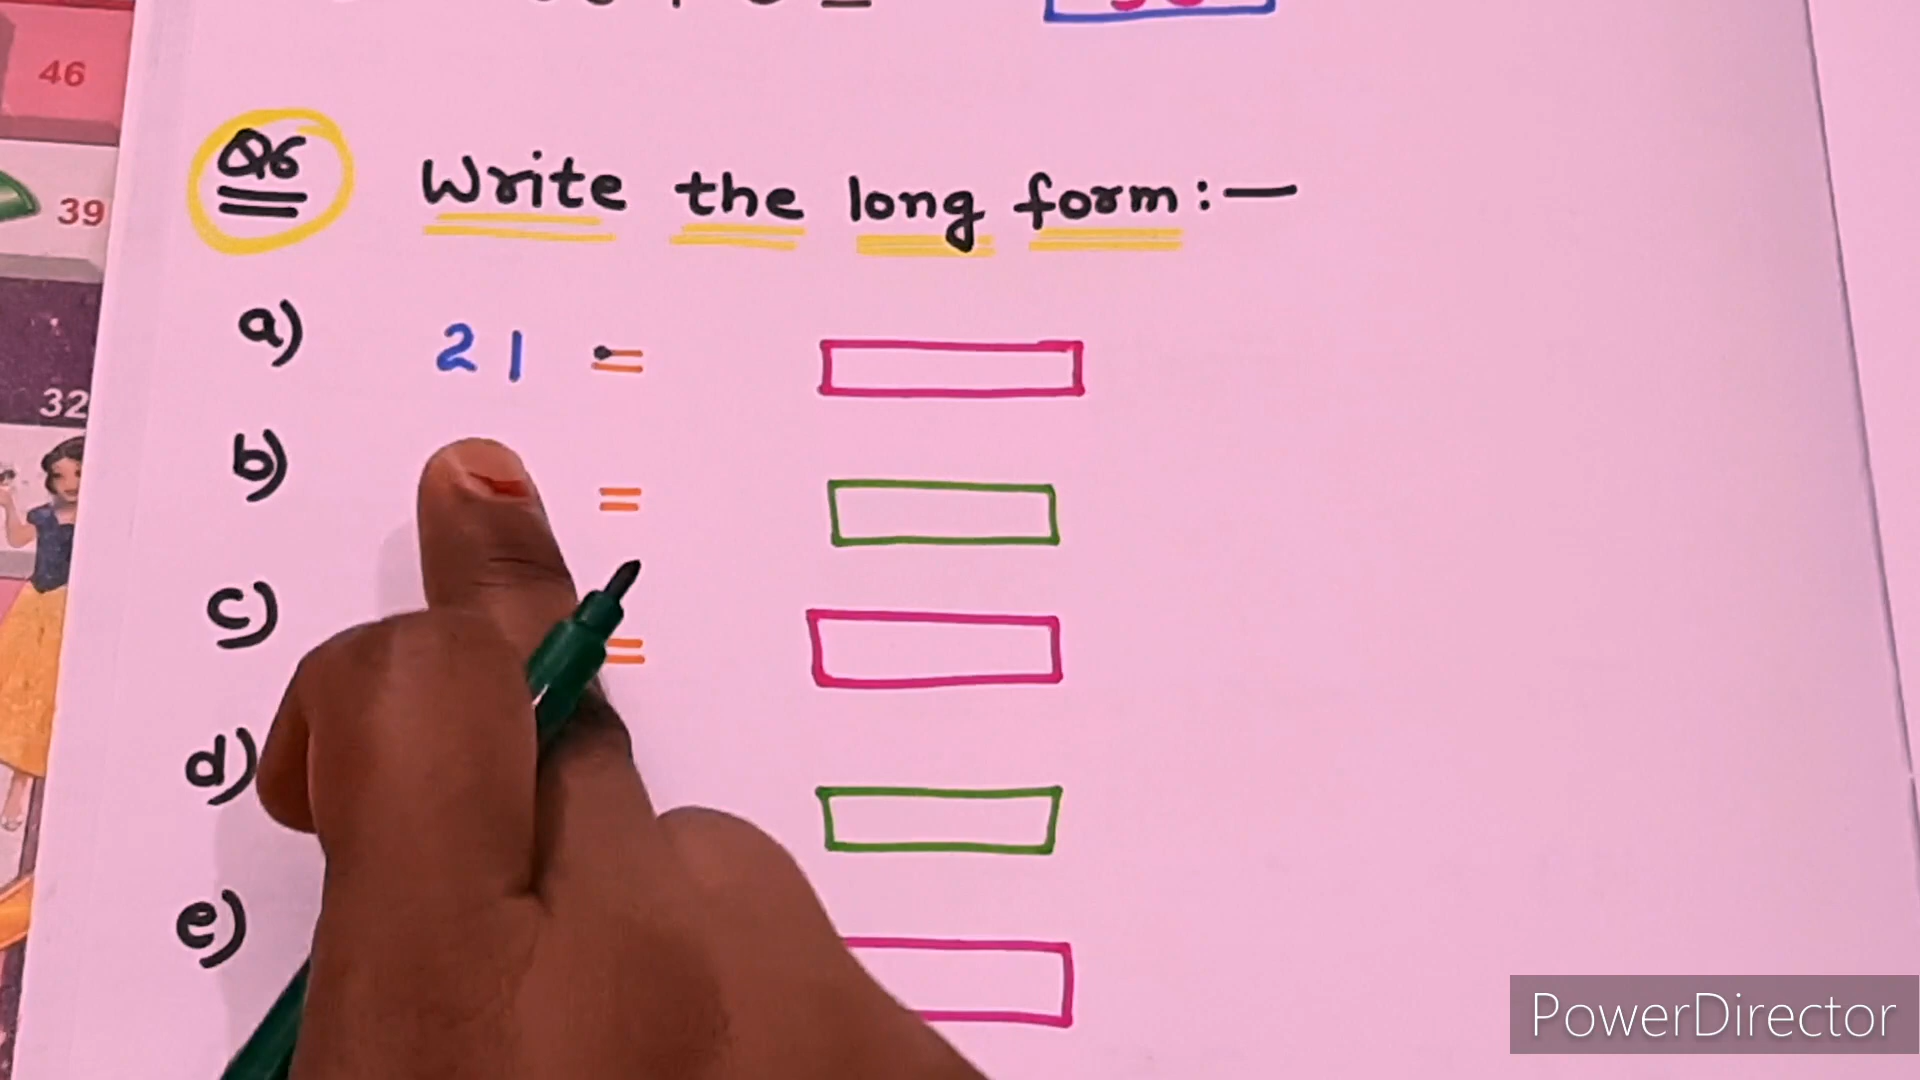 46
39
32
Q6 Write the long form:—
a) 21 =
b) =
c) =
d)
e)
PowerDirector